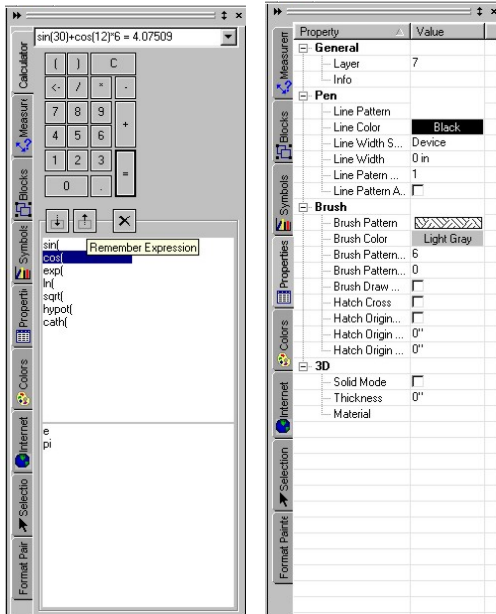 sin(30)+cos(12)*6 = 4.07509
( ) C
<- / * -
7 8 9
+
4 5 6
1 2 3
=
0 .
Remember Expression
sin(
cos(
exp(
ln(
sqrt(
hypot(
cath(
e
pi
Calculator
Measure
Blocks
Symbols
Properti
Colors
Internet
Selectio
Format Pair
Property Value
General
Layer 7
Info
Pen
Line Pattern
Line Color Black
Line Width S... Device
Line Width 0 in
Line Patern ... 1
Line Pattern A..
Brush
Brush Pattern
Brush Color Light Gray
Brush Pattern... 6
Brush Pattern... 0
Brush Draw ...
Hatch Cross
Hatch Origin...
Hatch Origin ... 0"
Hatch Origin ... 0"
3D
Solid Mode
Thickness 0"
Material
Measurem
Blocks
Symbols
Properties
Colors
Internet
Selection
Format Painte